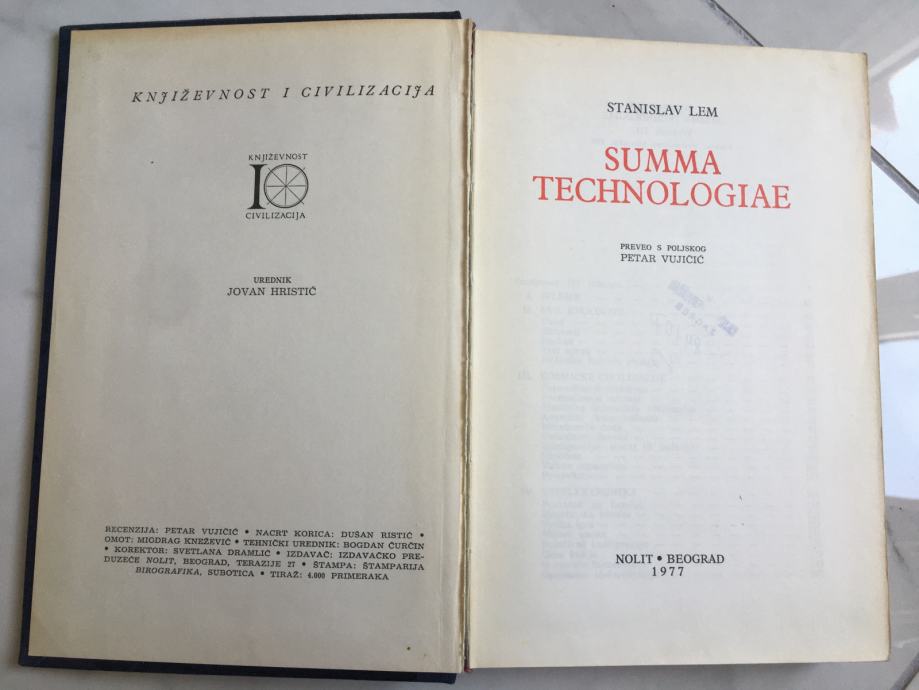 KNJIŽEVNOST I CIVILIZACIJA
KNJIŽEVNOST
I
CIVILIZACIJA
UREDNIK
JOVAN HRISTIĆ
RECENZIJA: PETAR VUJIČIĆ • NACRT KORICA: DUŠAN RISTIĆ •
OMOT: MIODRAG KNEŽEVIĆ • TEHNIČKI UREDNIK: BOGDAN ĆURČIN
• KOREKTOR: SVETLANA DRAMLIĆ • IZDAVAČ: IZDAVAČKO PRE-
DUZEĆE NOLIT, BEOGRAD, TERAZIJE 27 • ŠTAMPA: ŠTAMPARIJA
BIROGRAFIKA, SUBOTICA • TIRAŽ: 4.000 PRIMERAKA
STANISLAV LEM
SUMMA
TECHNOLOGIAE
PREVEO S POLJSKOG
PETAR VUJIČIĆ
ZAGREB
NOLIT • BEOGRAD
1977